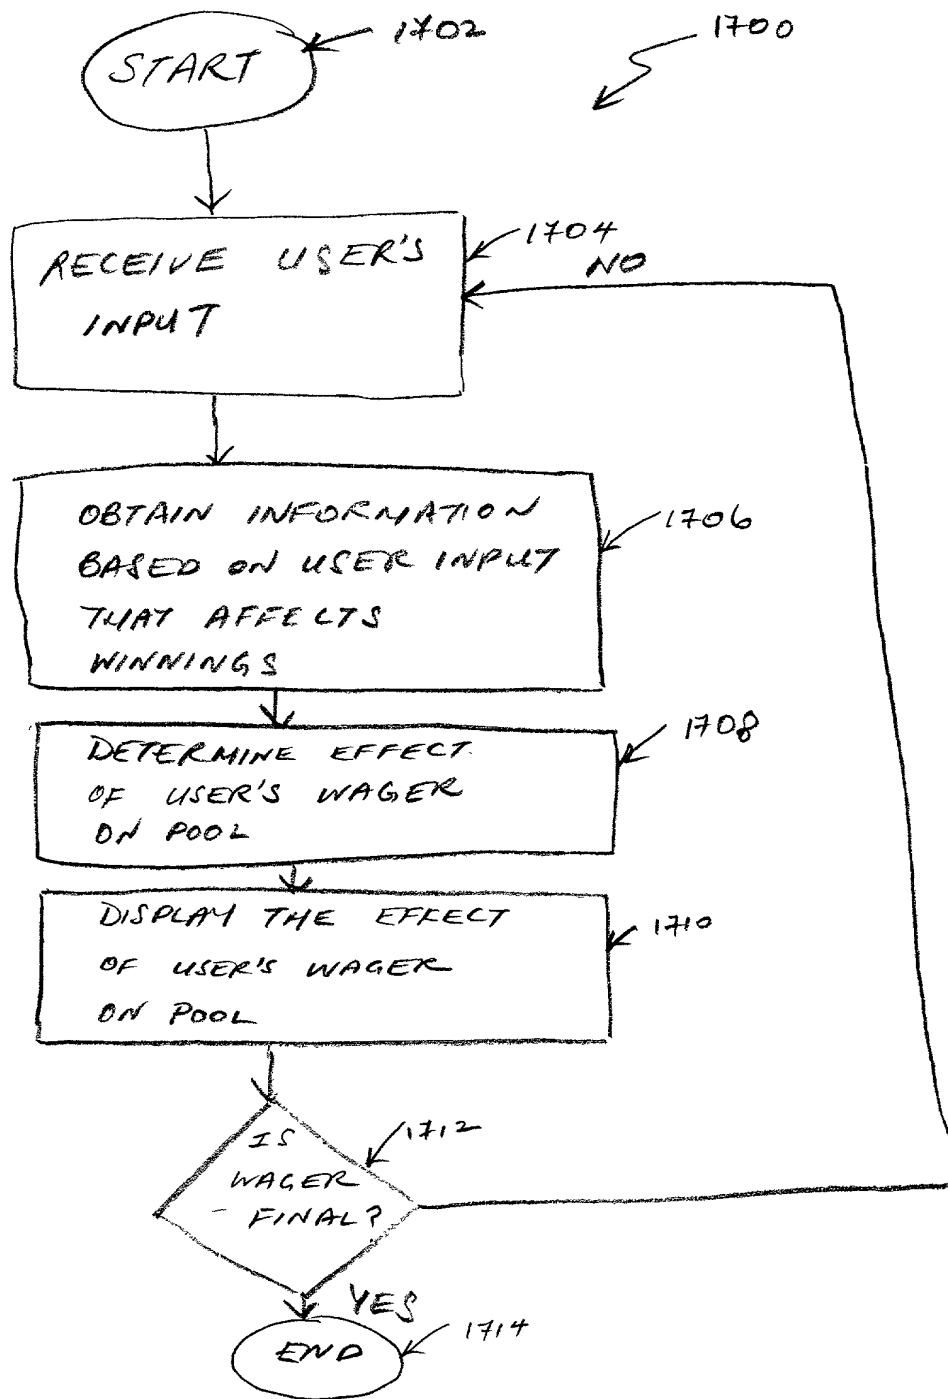 START
1702
1700
RECEIVE USER'S
INPUT
1704
NO
OBTAIN INFORMATION
BASED ON USER INPUT
THAT AFFECTS
WINNINGS
1706
DETERMINE EFFECT
OF USER'S WAGER
ON POOL
1708
DISPLAY THE EFFECT
OF USER'S WAGER
ON POOL
1710
IS
WAGER
FINAL?
1712
YES
END
1714